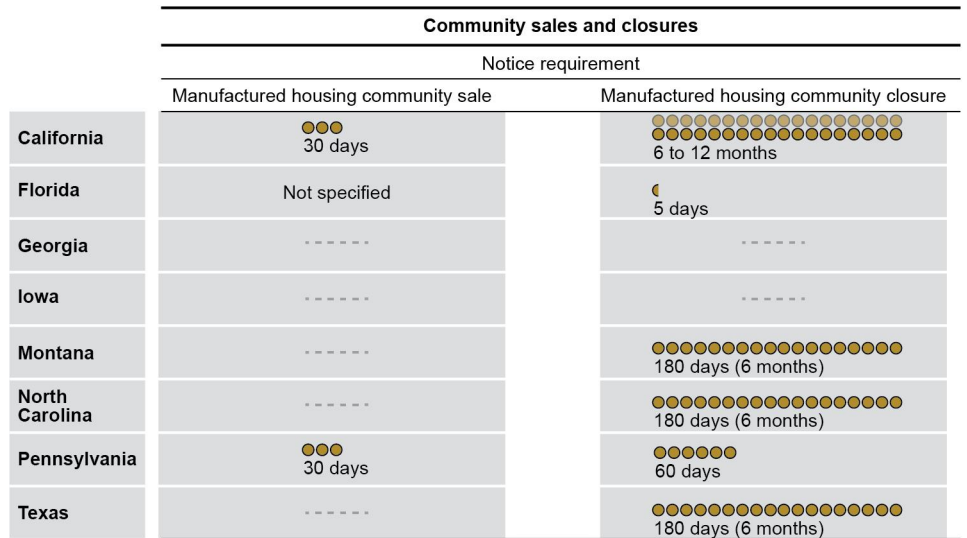 Community sales and closures
Notice requirement
Manufactured housing community sale
Manufactured housing community closure
California
30 days
6 to 12 months
Florida
Not specified
5 days
Georgia
Iowa
Montana
180 days (6 months)
North
Carolina
180 days (6 months)
Pennsylvania
30 days
60 days
Texas
180 days (6 months)